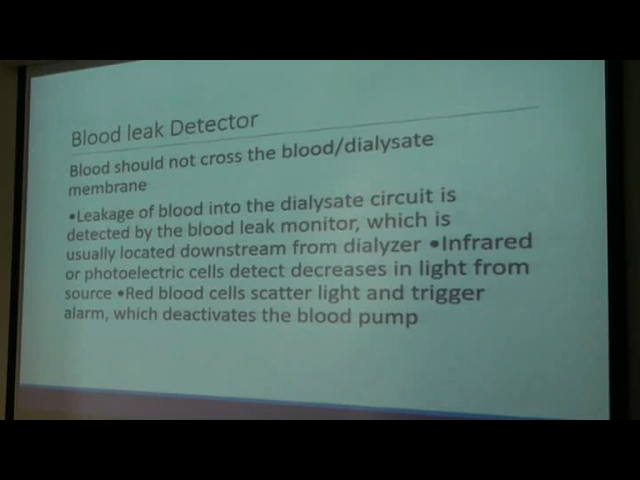 Blood leak Detector
Blood should not cross the blood/dialysate
membrane
•Leakage of blood into the dialysate circuit is
detected by the blood leak monitor, which is
usually located downstream from dialyzer •Infrared
or photoelectric cells detect decreases in light from
source •Red blood cells scatter light and trigger
alarm, which deactivates the blood pump